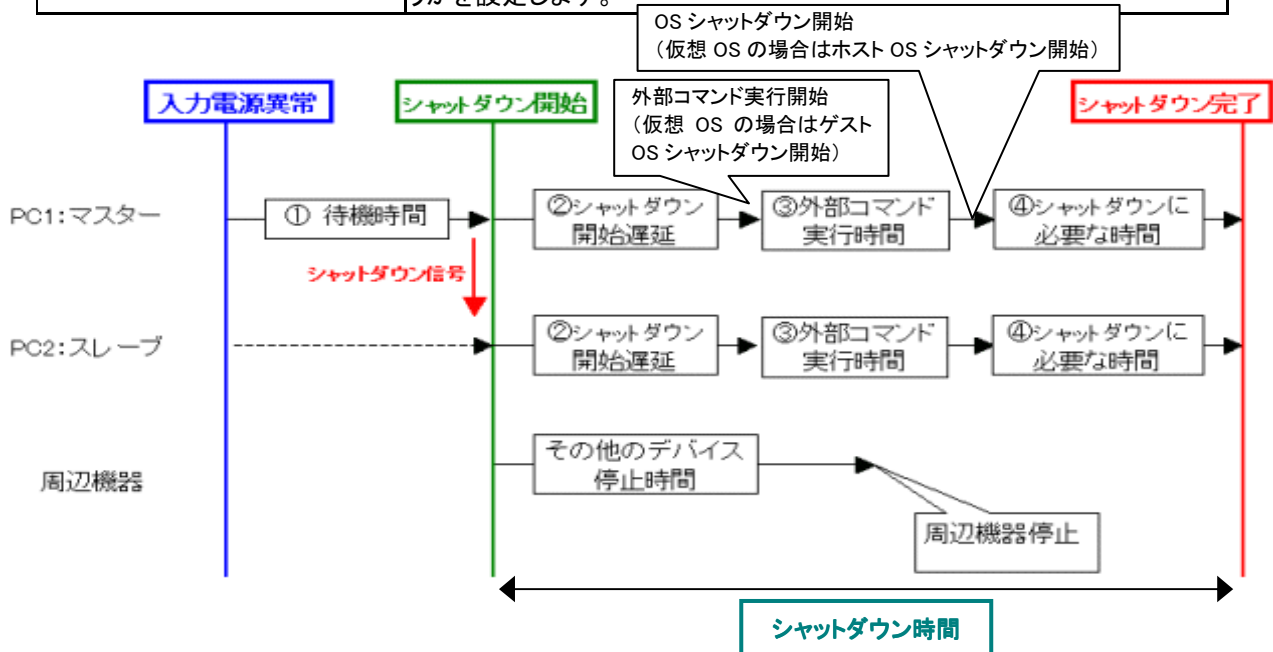 うかを設定します。
OS シャットダウン開始
(仮想 OS の場合はホスト OS シャットダウン開始)
入力電源異常
シャットダウン開始
外部コマンド実行開始
(仮想 OS の場合はゲスト
OS シャットダウン開始)
シャットダウン完了
PC1:マスター
① 待機時間
②シャットダウン
開始遅延
③外部コマンド
実行時間
④シャットダウンに
必要な時間
シャットダウン信号
PC2:スレーブ
②シャットダウン
開始遅延
③外部コマンド
実行時間
④シャットダウンに
必要な時間
周辺機器
その他のデバイス
停止時間
周辺機器停止
シャットダウン時間